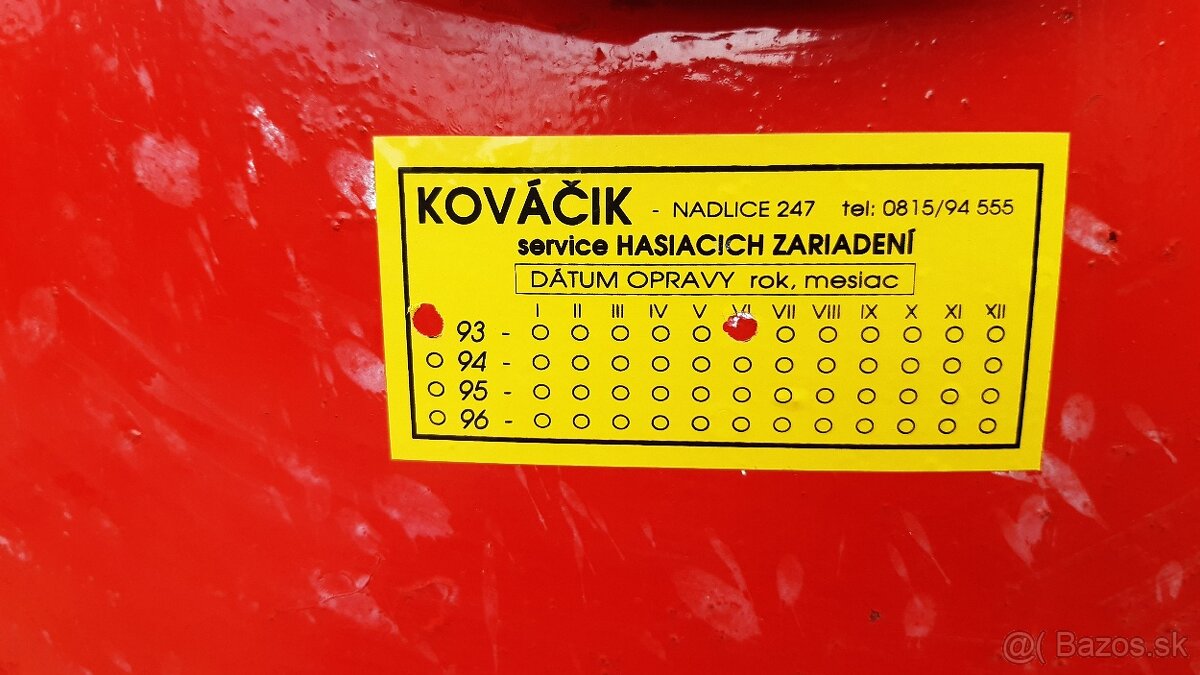 KOVÁČIK - NADLICE 247 tel: 0815/94 555
service HASIACICH ZARIADENÍ
DÁTUM OPRAVY rok, mesiac
I II III IV V VI VII VIII IX X XI XII
93 -
94 -
95 -
96 -
@( Bazos.sk